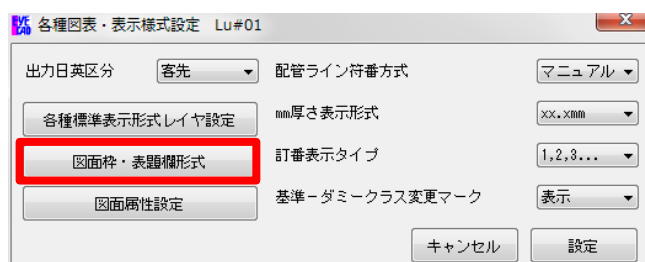 EYE CAD 各種図表・表示様式設定 Lu#01
出力日英区分 客先 配管ライン符番方式 マニュアル
各種標準表示形式レイヤ設定 mm厚さ表示形式 xx.xmm
図面枠・表題欄形式 訂番表示タイプ 1,2,3...
図面属性設定 基準－ダミークラス変更マーク 表示
キャンセル 設定